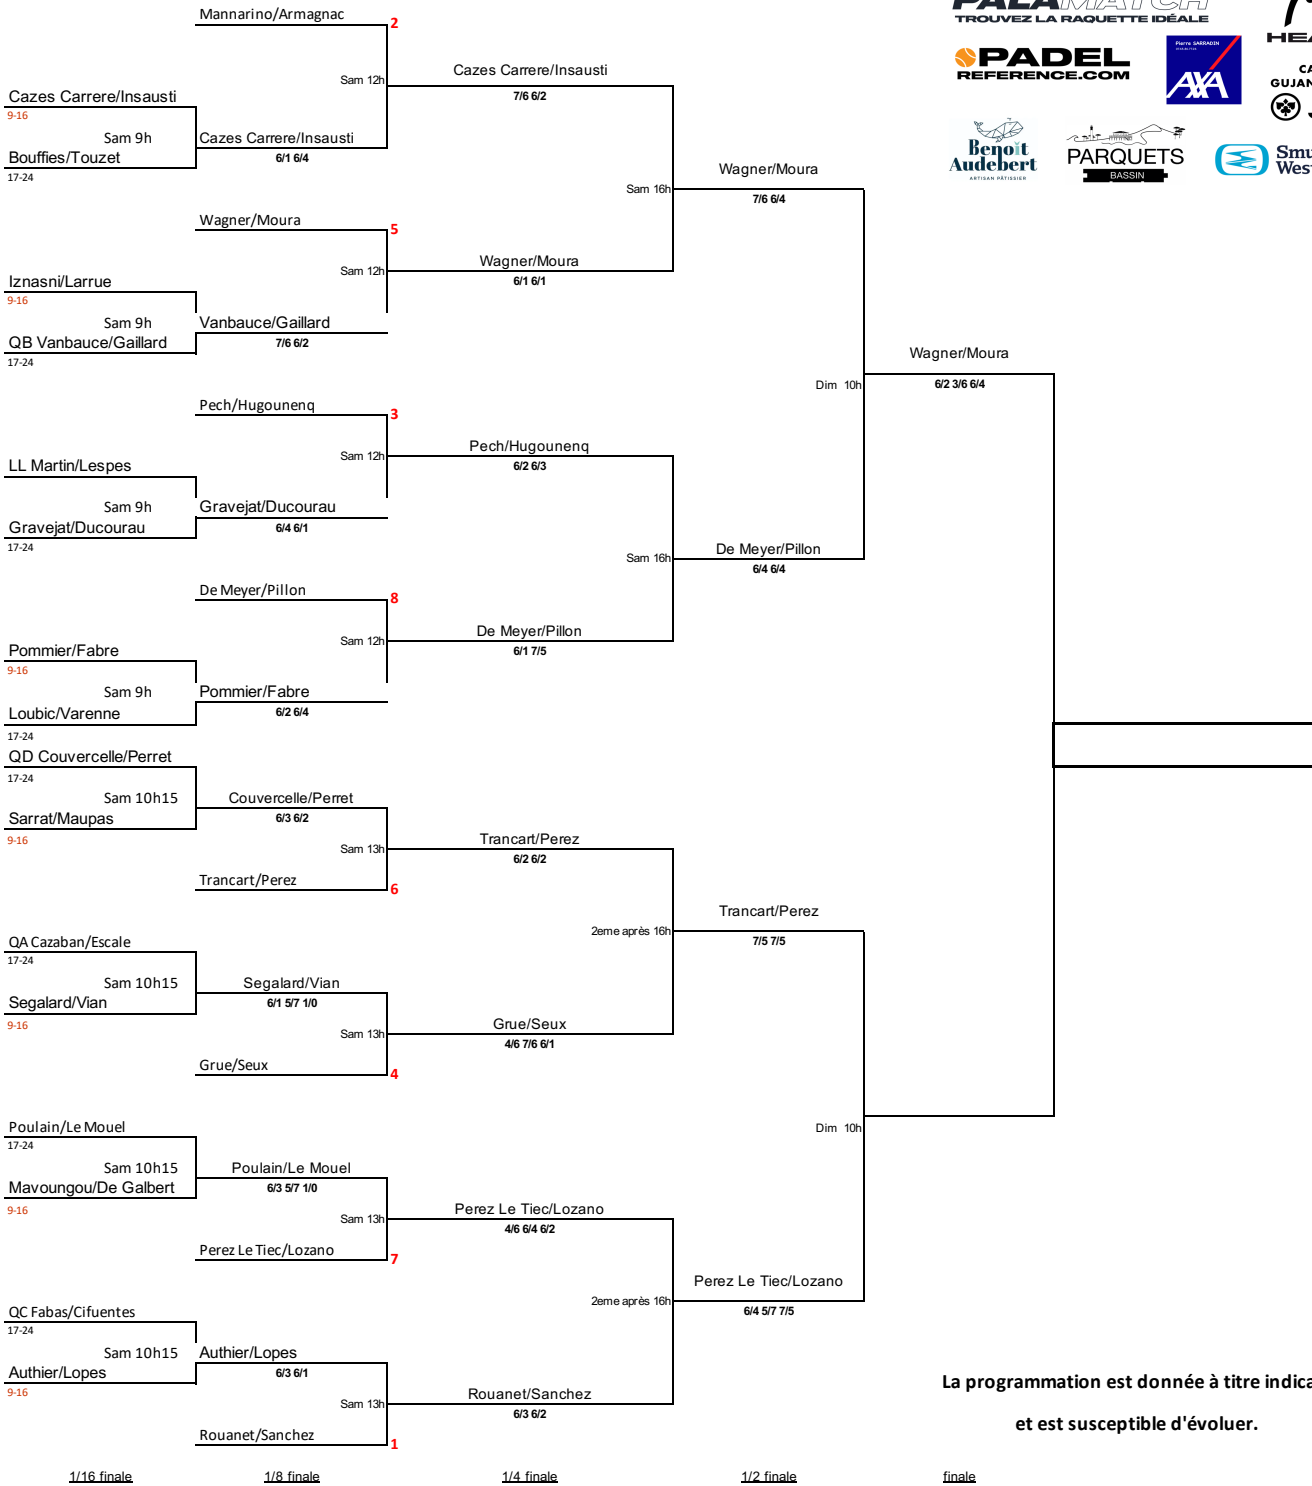 Mannarino/Armagnac
2
PALAMATCH
TROUVEZ LA RAQUETTE IDÉALE
Sam 12h
Cazes Carrere/Insausti
7/6 6/2
PADEL
REFERENCE.COM
Pierre SARRADIN
AXA
Cazes Carrere/Insausti
9-16
Sam 9h
Cazes Carrere/Insausti
6/1 6/4
Bouffies/Touzet
17-24
Benoît
Audebert
ARTISAN PÂTISSIER
PARQUETS
BASSIN
Wagner/Moura
7/6 6/4
Sam 16h
Wagner/Moura
5
Sam 12h
Wagner/Moura
6/1 6/1
Iznasni/Larrue
9-16
Sam 9h
Vanbauce/Gaillard
7/6 6/2
QB Vanbauce/Gaillard
17-24
Wagner/Moura
6/2 3/6 6/4
Dim 10h
Pech/Hugounenq
3
Sam 12h
Pech/Hugounenq
6/2 6/3
LL Martin/Lespes
Sam 9h
Gravejat/Ducourau
6/4 6/1
Gravejat/Ducourau
17-24
Sam 16h
De Meyer/Pillon
6/4 6/4
De Meyer/Pillon
8
Sam 12h
De Meyer/Pillon
6/1 7/5
Pommier/Fabre
9-16
Sam 9h
Pommier/Fabre
6/2 6/4
Loubic/Varenne
17-24
QD Couvercelle/Perret
17-24
Sam 10h15
Couvercelle/Perret
6/3 6/2
Sarrat/Maupas
9-16
Sam 13h
Trancart/Perez
6/2 6/2
Trancart/Perez
6
2eme après 16h
Trancart/Perez
7/5 7/5
QA Cazaban/Escale
17-24
Sam 10h15
Segalard/Vian
6/1 5/7 1/0
Segalard/Vian
9-16
Sam 13h
Grue/Seux
4/6 7/6 6/1
Grue/Seux
4
Dim 10h
Poulain/Le Mouel
17-24
Sam 10h15
Poulain/Le Mouel
6/3 5/7 1/0
Mavoungou/De Galbert
9-16
Sam 13h
Perez Le Tiec/Lozano
4/6 6/4 6/2
Perez Le Tiec/Lozano
7
2eme après 16h
Perez Le Tiec/Lozano
6/4 5/7 7/5
QC Fabas/Cifuentes
17-24
Sam 10h15
Authier/Lopes
6/3 6/1
Authier/Lopes
9-16
Sam 13h
Rouanet/Sanchez
6/3 6/2
Rouanet/Sanchez
1
La programmation est donnée à titre indica
et est susceptible d'évoluer.
1/16 finale
1/8 finale
1/4 finale
1/2 finale
finale